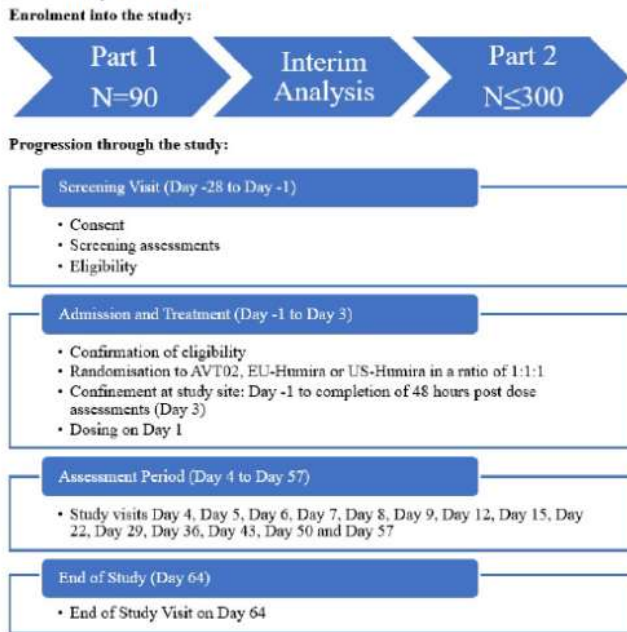 Enrolment into the study:
Part 1
N=90
Interim
Analysis
Part 2
N≤300
Progression through the study:
Screening Visit (Day -28 to Day -1)
• Consent
• Screening assessments
• Eligibility
Admission and Treatment (Day -1 to Day 3)
• Confirmation of eligibility
• Randomisation to AVT02, EU-Humira or US-Humira in a ratio of 1:1:1
• Confinement at study site: Day -1 to completion of 48 hours post dose
assessments (Day 3)
• Dosing on Day 1
Assessment Period (Day 4 to Day 57)
• Study visits Day 4, Day 5, Day 6, Day 7, Day 8, Day 9, Day 12, Day 15, Day
22, Day 29, Day 36, Day 43, Day 50 and Day 57
End of Study (Day 64)
• End of Study Visit on Day 64